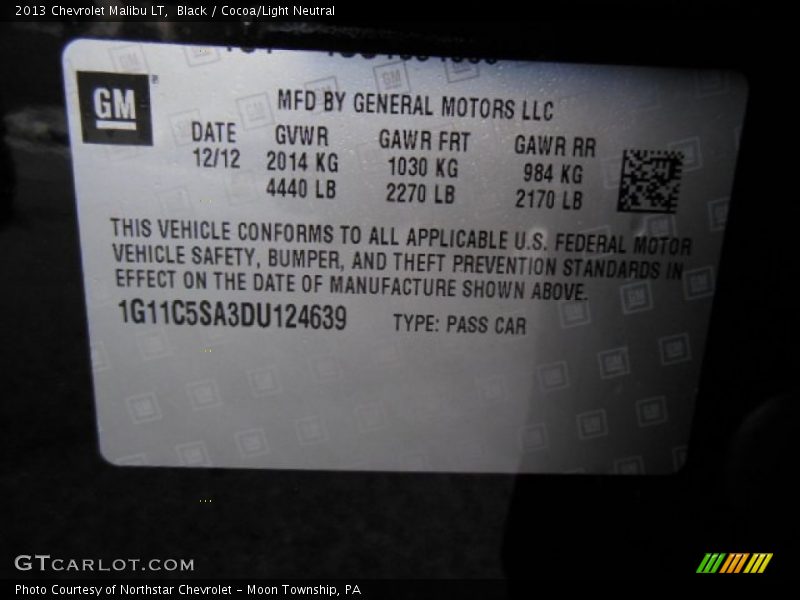 2013 Chevrolet Malibu LT, Black / Cocoa/Light Neutral
GM
MFD BY GENERAL MOTORS LLC
DATE GVWR GAWR FRT GAWR RR
12/12 2014 KG 1030 KG 984 KG
4440 LB 2270 LB 2170 LB
THIS VEHICLE CONFORMS TO ALL APPLICABLE U.S. FEDERAL MOTOR
VEHICLE SAFETY, BUMPER, AND THEFT PREVENTION STANDARDS IN
EFFECT ON THE DATE OF MANUFACTURE SHOWN ABOVE.
1G11C5SA3DU124639 TYPE: PASS CAR
GTCARLOT.COM
Photo Courtesy of Northstar Chevrolet - Moon Township, PA